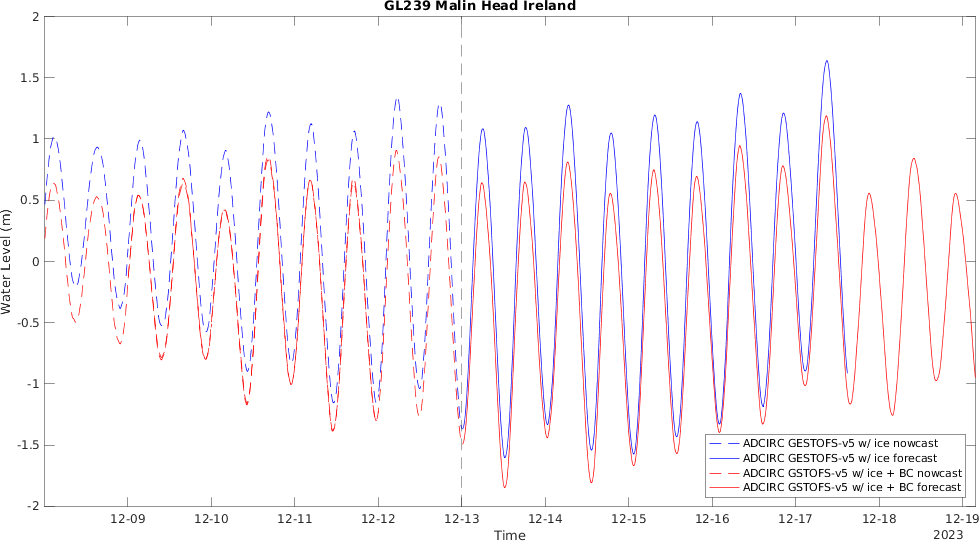 GL239 Malin Head Ireland
2
1.5
1
0.5
0
-0.5
-1
-1.5
-2
Water Level (m)
ADCIRC GESTOFS-v5 w/ ice nowcast
ADCIRC GESTOFS-v5 w/ ice forecast
ADCIRC GSTOFS-v5 w/ ice + BC nowcast
ADCIRC GSTOFS-v5 w/ ice + BC forecast
12-09 12-10 12-11 12-12 12-13 12-14 12-15 12-16 12-17 12-18 12-19
Time 2023